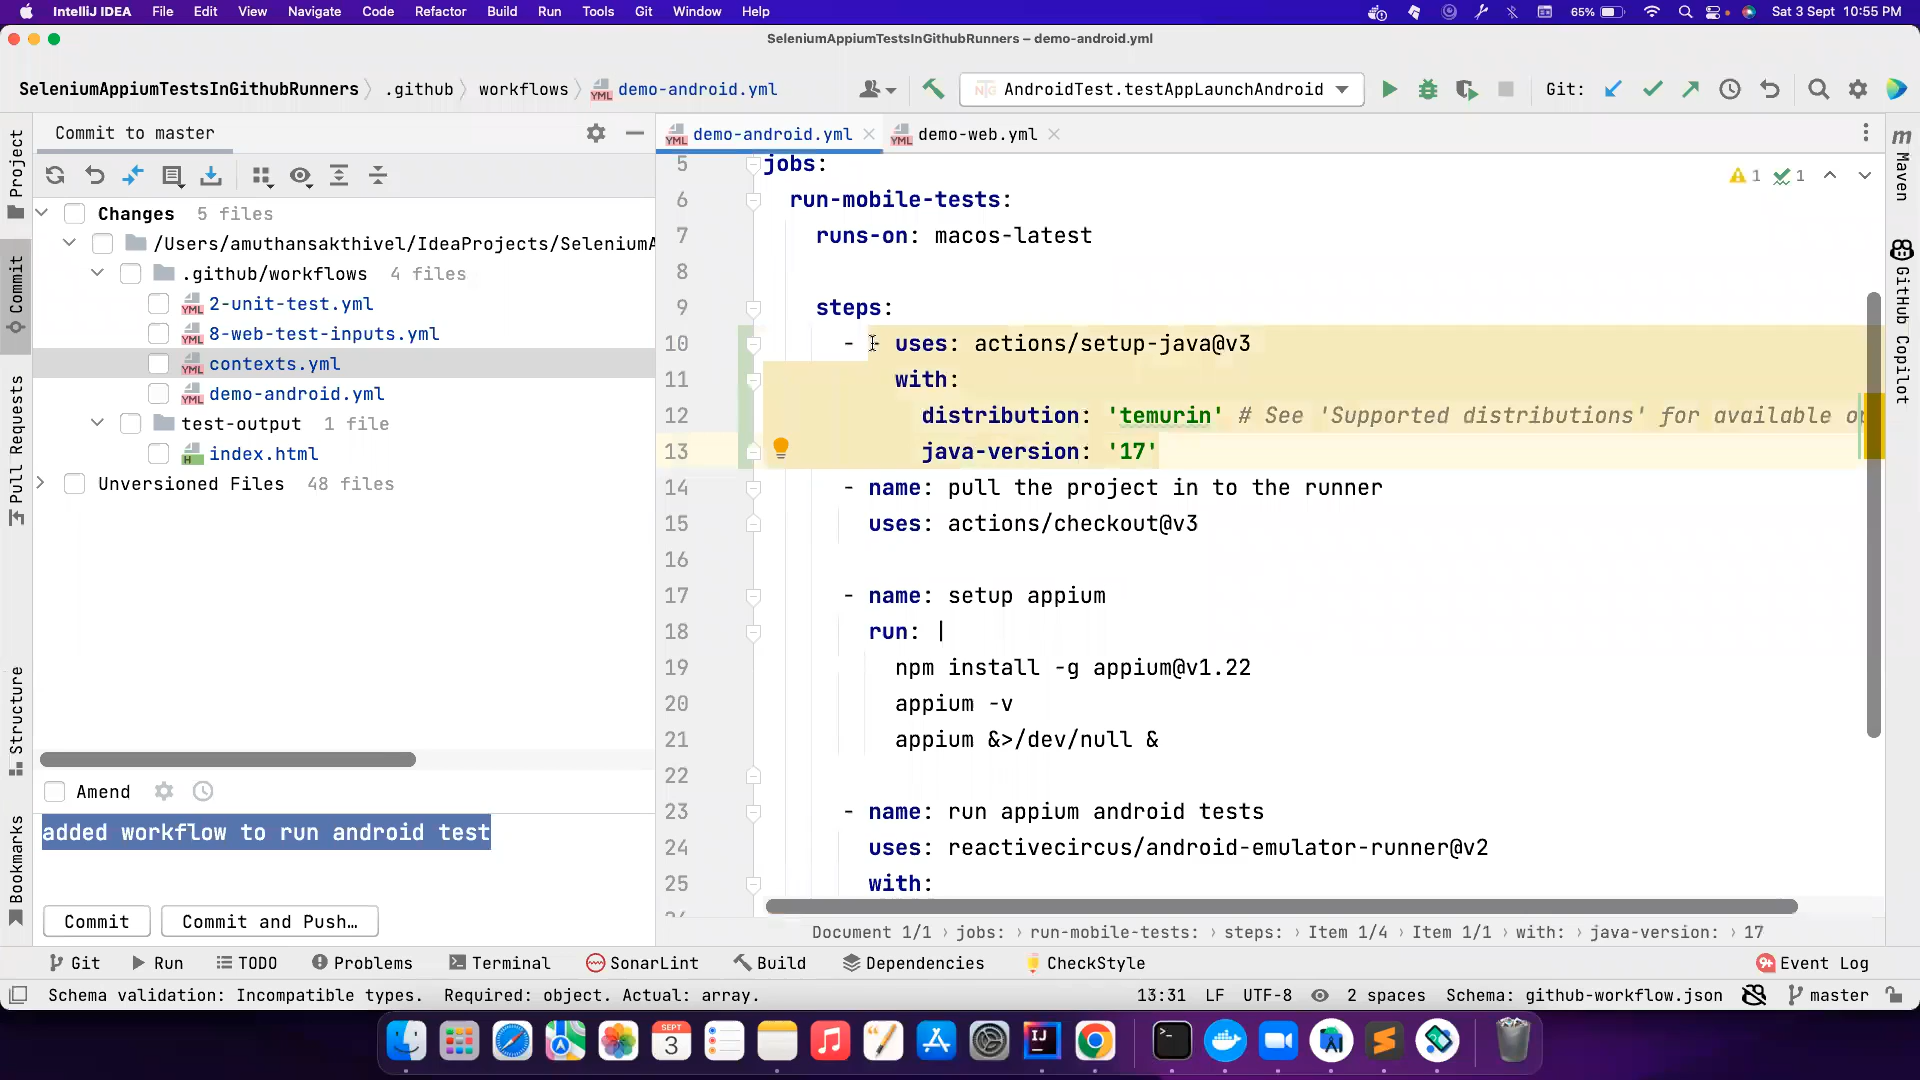 IntelliJ IDEA File Edit View Navigate Code Refactor Build Run Tools Git Window Help 65% Sat 3 Sept 10:55 PM
SeleniumAppiumTestsInGithubRunners – demo-android.yml
SeleniumAppiumTestsInGithubRunners .github workflows demo-android.yml AndroidTest.testAppLaunchAndroid Git:
Commit to master
demo-android.yml demo-web.yml
Changes 5 files
/Users/amuthansakthivel/IdeaProjects/SeleniumA
.github/workflows 4 files
2-unit-test.yml
8-web-test-inputs.yml
contexts.yml
demo-android.yml
test-output 1 file
index.html
Unversioned Files 48 files
Amend
added workflow to run android test
Commit Commit and Push…
Project
Commit
Pull Requests
Structure
Bookmarks
1 1
5 jobs:
6 run-mobile-tests:
7 runs-on: macos-latest
8
9 steps:
10 - - uses: actions/setup-java@v3
11 with:
12 distribution: 'temurin' # See 'Supported distributions' for available o
13 java-version: '17'
14 - name: pull the project in to the runner
15 uses: actions/checkout@v3
16
17 - name: setup appium
18 run: |
19 npm install -g appium@v1.22
20 appium -v
21 appium &>/dev/null &
22
23 - name: run appium android tests
24 uses: reactivecircus/android-emulator-runner@v2
25 with:
Maven
GitHub Copilot
Document 1/1 › jobs: › run-mobile-tests: › steps: › Item 1/4 › Item 1/1 › with: › java-version: › 17
Git Run TODO Problems Terminal SonarLint Build Dependencies CheckStyle 9+ Event Log
Schema validation: Incompatible types. Required: object. Actual: array. 13:31 LF UTF-8 2 spaces Schema: github-workflow.json master
SEPT
3